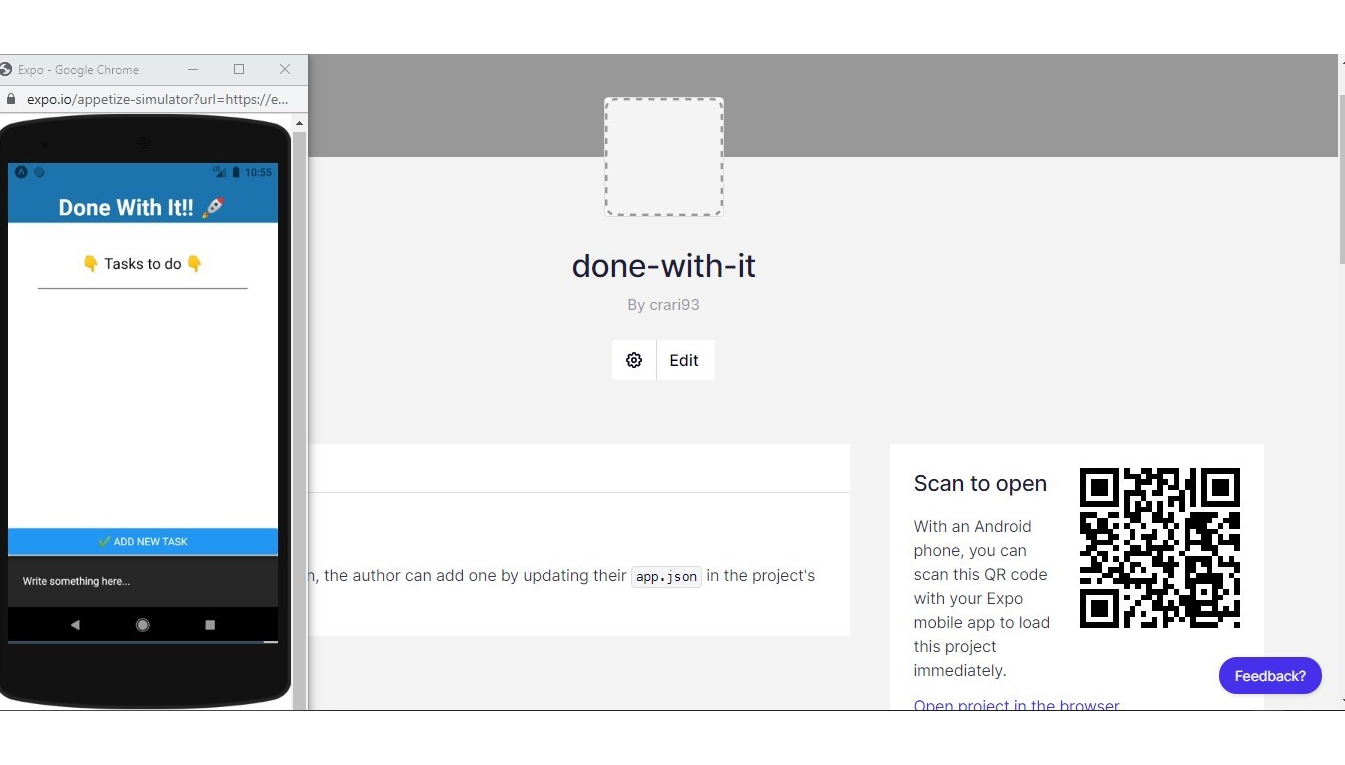 Expo - Google Chrome
expo.io/appetize-simulator?url=https://e...
10:55
Done With It!! 🚀
👇 Tasks to do 👇
✔ ADD NEW TASK
Write something here...
done-with-it
By crari93
Edit
, the author can add one by updating their app.json in the project's
Scan to open
With an Android
phone, you can
scan this QR code
with your Expo
mobile app to load
this project
immediately.
Open project in the browser
Feedback?